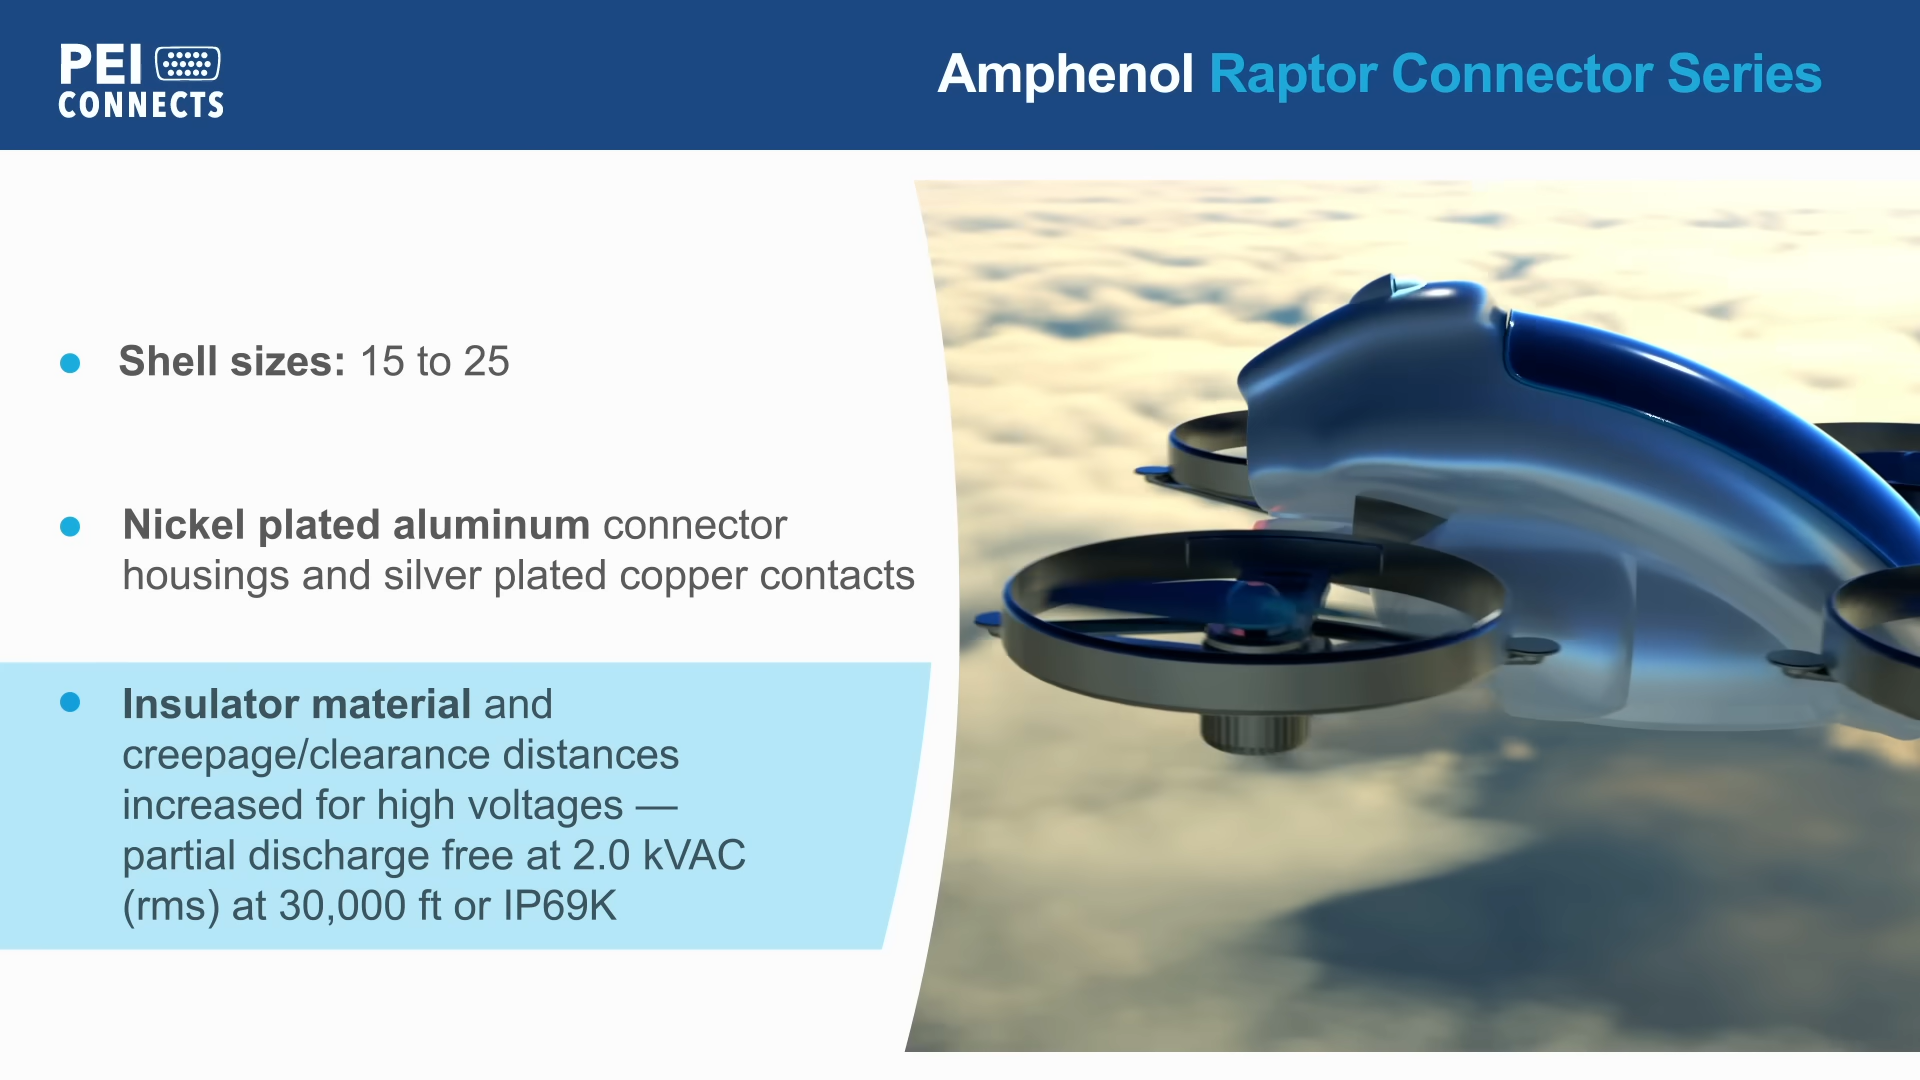 PEI
CONNECTS
Amphenol Raptor Connector Series
Shell sizes: 15 to 25
Nickel plated aluminum connector
housings and silver plated copper contacts
Insulator material and
creepage/clearance distances
increased for high voltages —
partial discharge free at 2.0 kVAC
(rms) at 30,000 ft or IP69K